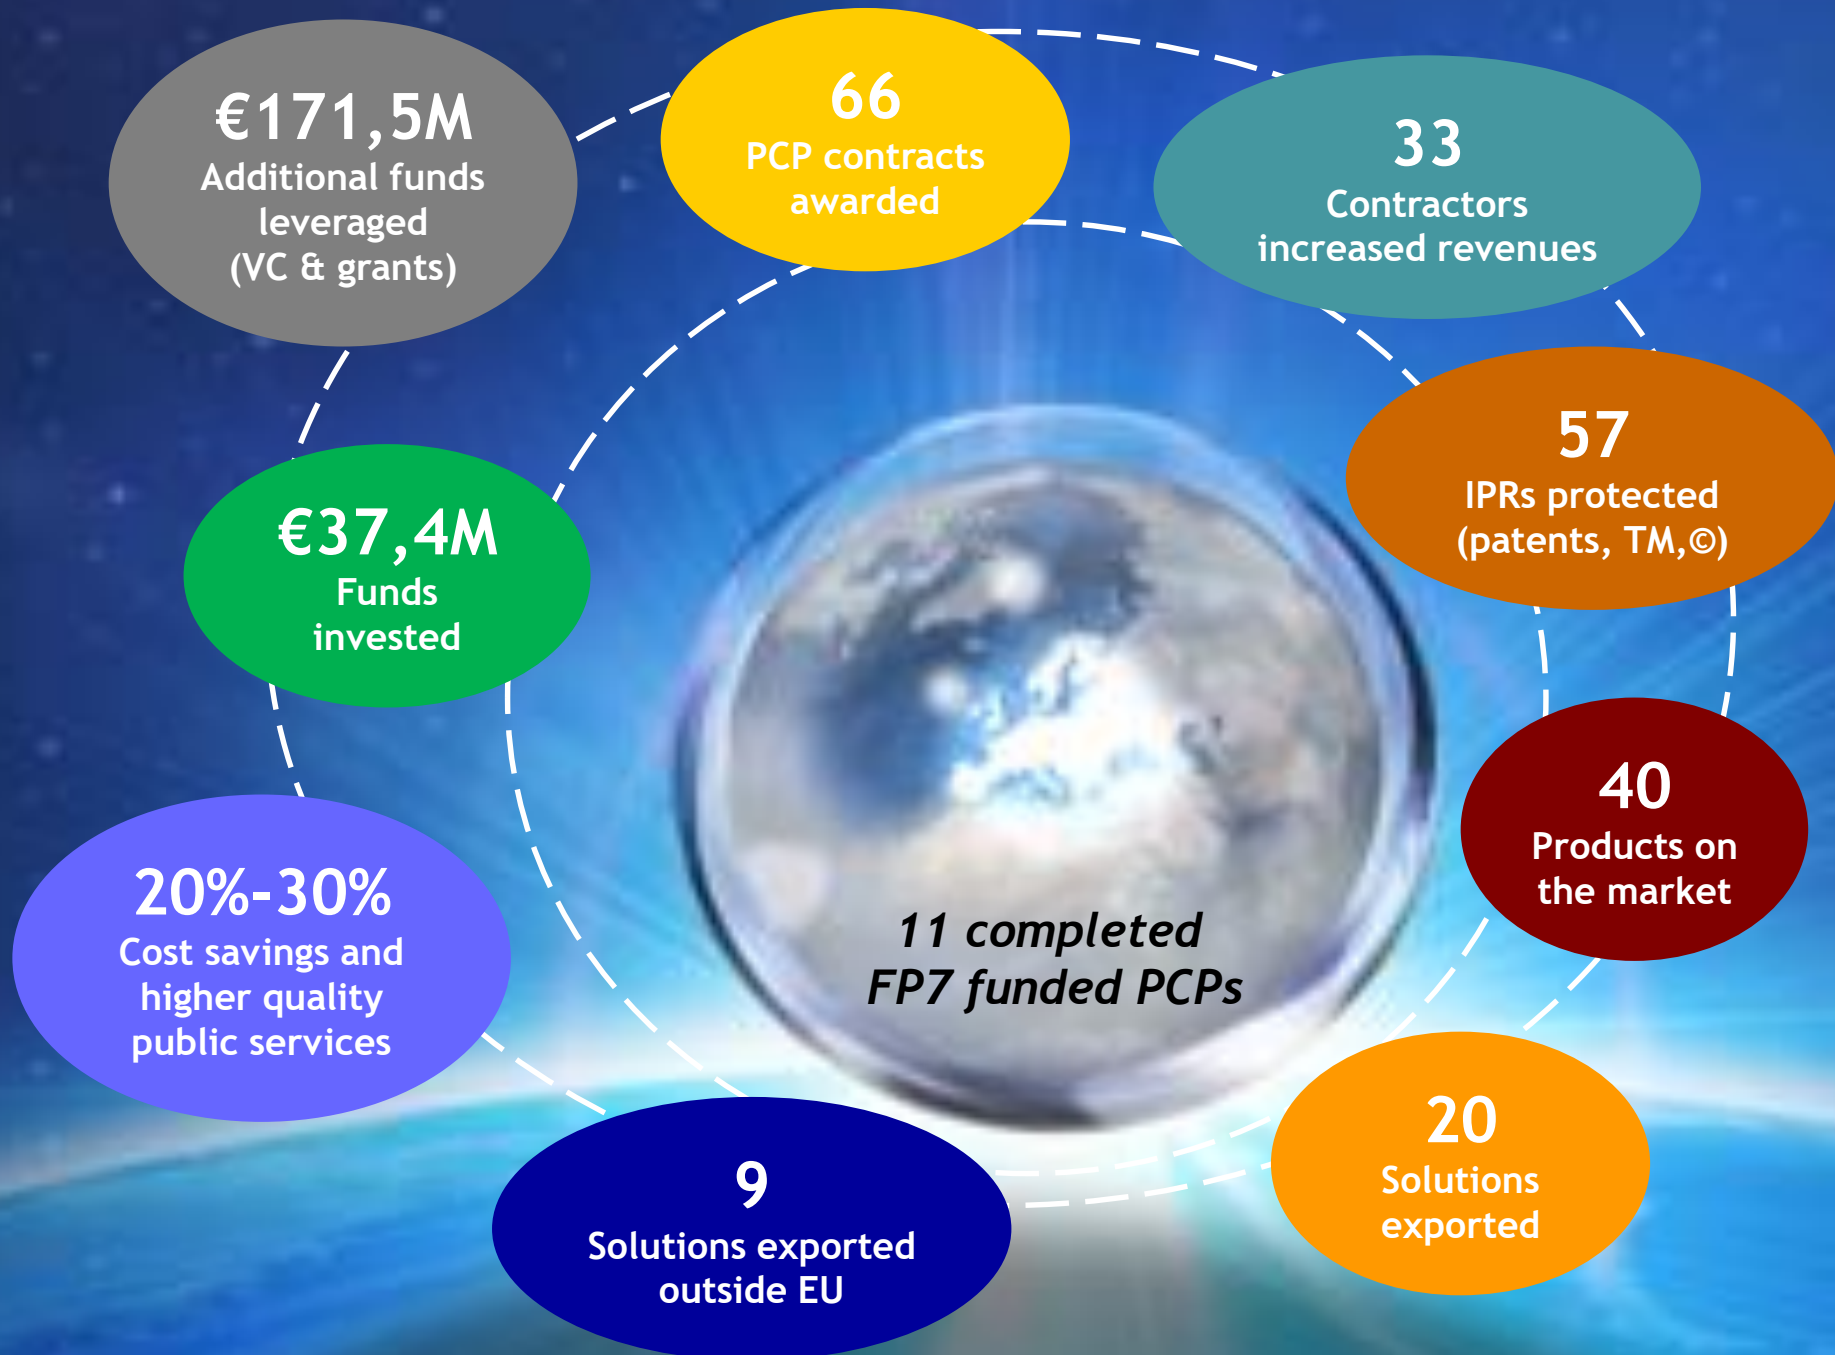 €171,5M
Additional funds
leveraged
(VC & grants)
66
PCP contracts
awarded
33
Contractors
increased revenues
57
IPRs protected
(patents, TM,©)
€37,4M
Funds
invested
40
Products on
the market
20%-30%
Cost savings and
higher quality
public services
11 completed
FP7 funded PCPs
20
Solutions
exported
9
Solutions exported
outside EU